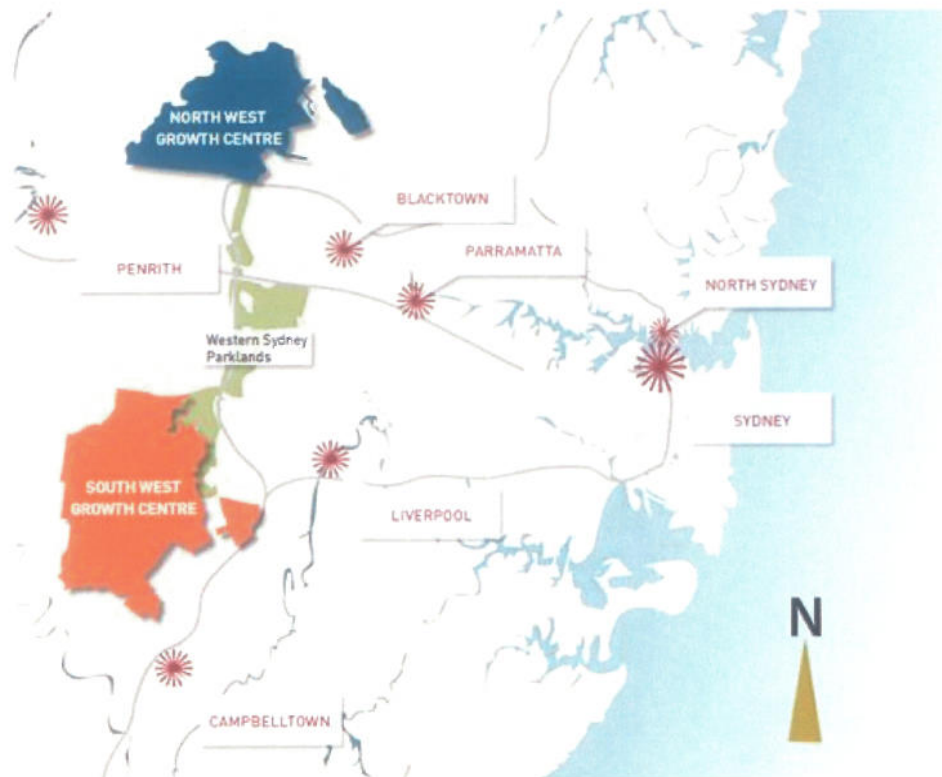 NORTH WEST
GROWTH CENTRE
BLACKTOWN
PARRAMATTA
PENRITH
NORTH SYDNEY
Western Sydney
Parklands
SYDNEY
SOUTH WEST
GROWTH CENTRE
LIVERPOOL
N
CAMPBELLTOWN